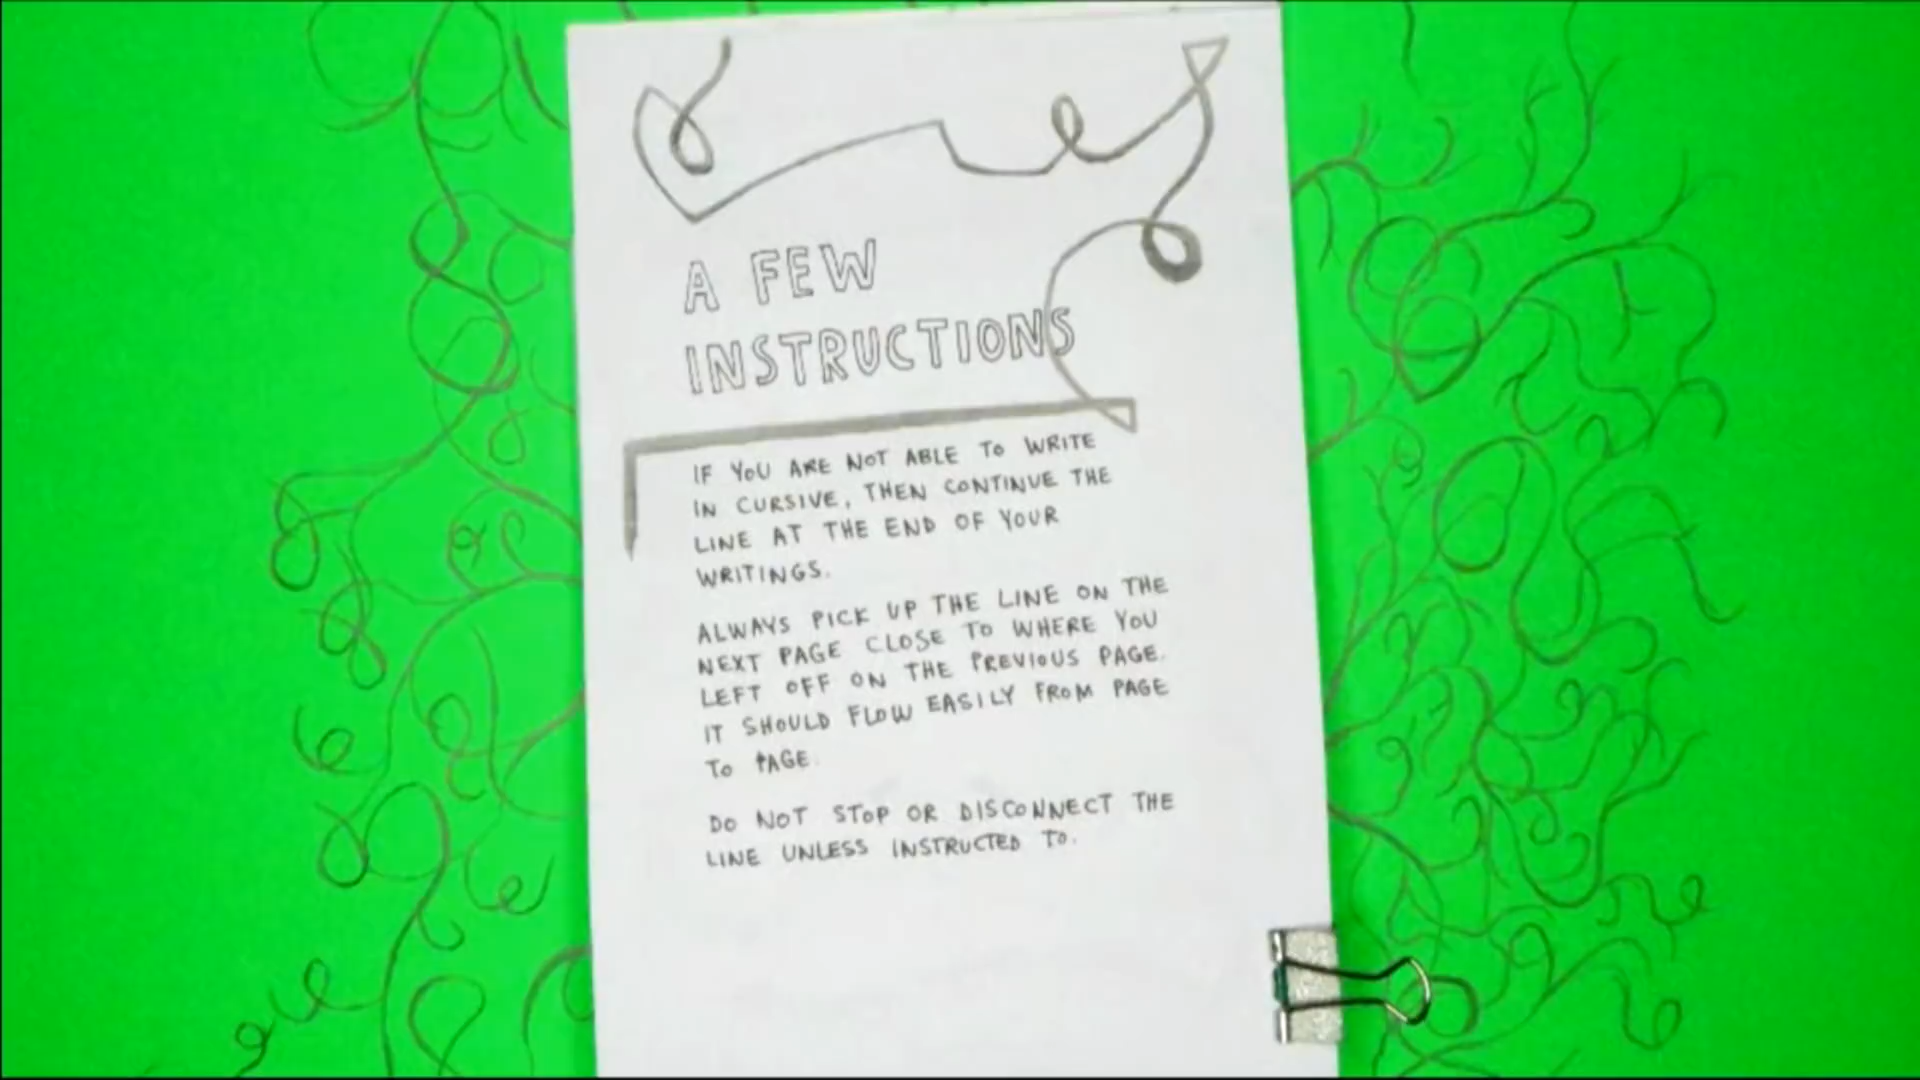 A FEW
INSTRUCTIONS
IF YOU ARE NOT ABLE TO WRITE
IN CURSIVE, THEN CONTINUE THE
LINE AT THE END OF YOUR
WRITINGS.
ALWAYS PICK UP THE LINE ON THE
NEXT PAGE CLOSE TO WHERE YOU
LEFT OFF ON THE PREVIOUS PAGE.
IT SHOULD FLOW EASILY FROM PAGE
TO PAGE.
DO NOT STOP OR DISCONNECT THE
LINE UNLESS INSTRUCTED TO.